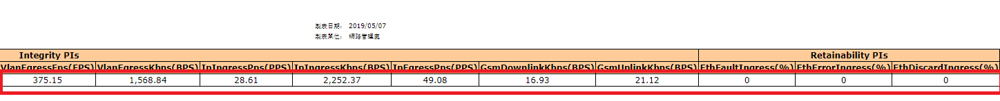 製表日期： 2019/05/07
製表單位： 網路管理處
Integrity PIs Retainability PIs
VlanEgressFps(FPS) VlanEgressKbps(BPS) IpIngressPps(PPS) IpIngressKbps(BPS) IpEgressPps(PPS) GsmDownlinkKbps(BPS) GsmUplinkKbps(BPS) EthFaultIngress(%) EthErrorIngress(%) EthDiscardIngress(%)
375.15 1,568.84 28.61 2,252.37 49.08 16.93 21.12 0 0 0